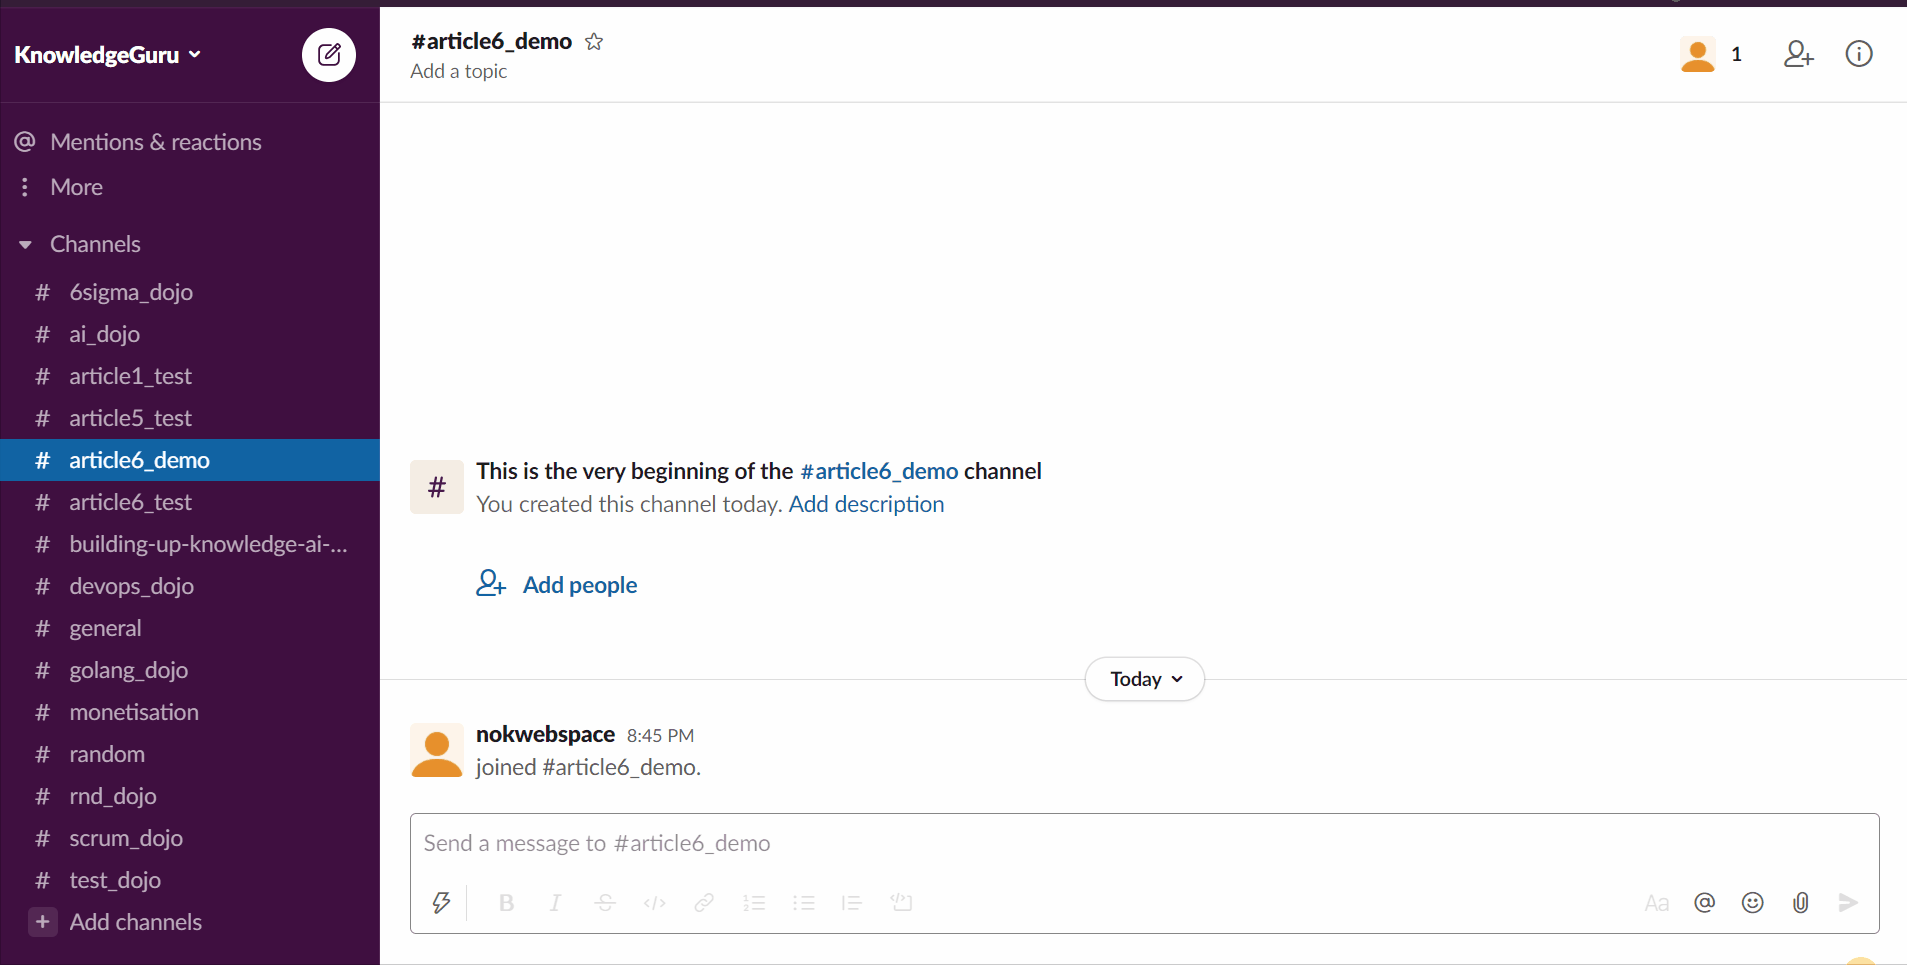 KnowledgeGuru
@ Mentions & reactions
More
Channels
# 6sigma_dojo
# ai_dojo
# article1_test
# article5_test
# article6_demo
# article6_test
# building-up-knowledge-ai-...
# devops_dojo
# general
# golang_dojo
# monetisation
# random
# rnd_dojo
# scrum_dojo
# test_dojo
+ Add channels
#article6_demo
Add a topic
1
# This is the very beginning of the #article6_demo channel
You created this channel today. Add description
Add people
Today
nokwebspace 8:45 PM
joined #article6_demo.
Send a message to #article6_demo
B I S </> Aa @